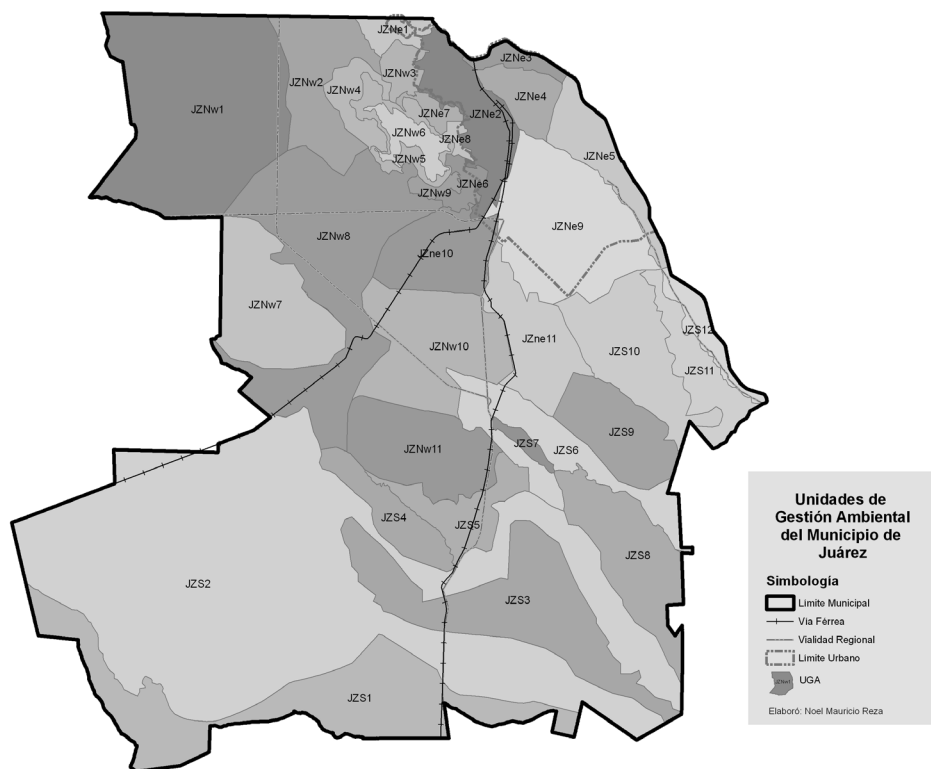 JZNe1
JZNe3
JZNw3
JZNw2
JZNw4
JZNe4
JZNw1
JZNe7
JZNe2
JZNw6
JZNe8
JZNe5
JZNw5
JZNe6
JZNw9
JZNe9
JZNw8
JZne10
JZNw7
JZS12
JZne11
JZNw10
JZS10
JZS11
JZS9
JZS7
JZS6
JZNw11
JZS4
JZS5
JZS8
JZS2
JZS3
JZS1
Unidades de
Gestión Ambiental
del Municipio de
Juárez
Simbología
Limite Municipal
Via Férrea
Vialidad Regional
Limite Urbano
JZNw1
UGA
Elaboró: Noel Mauricio Reza